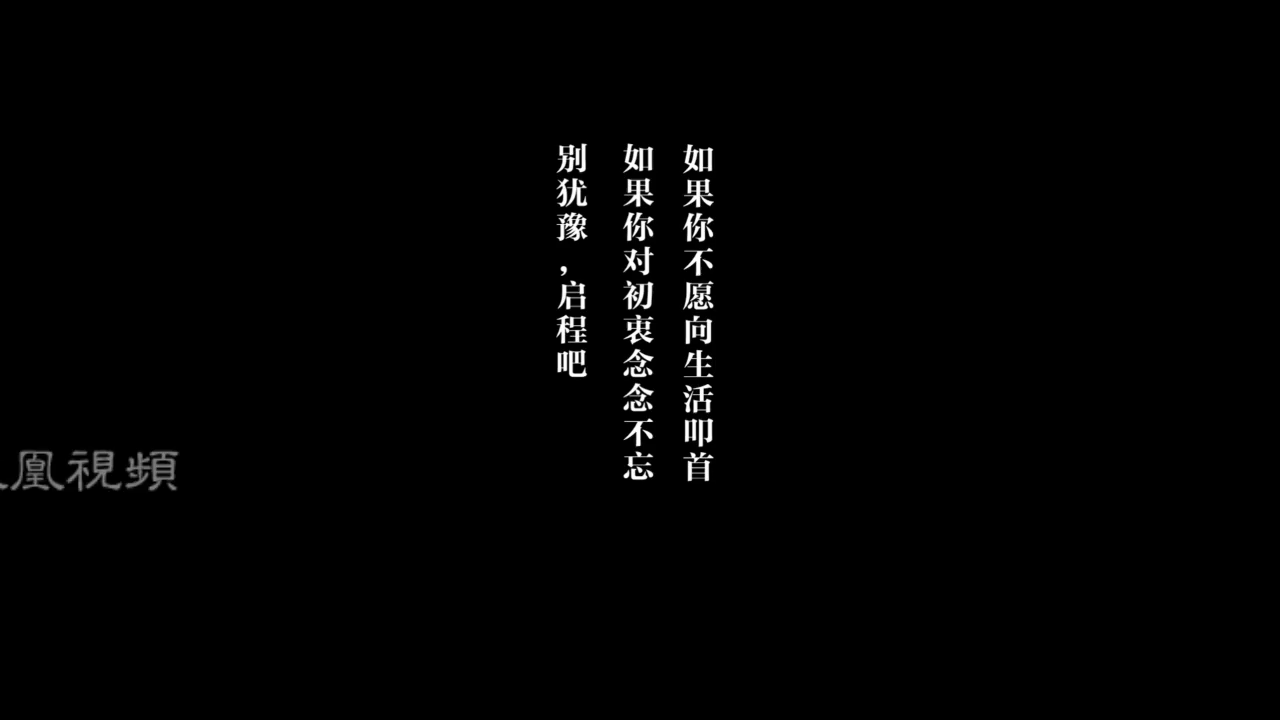 如果你不愿向生活叩首
如果你对初衷念念不忘
别犹豫，启程吧
凰視頻